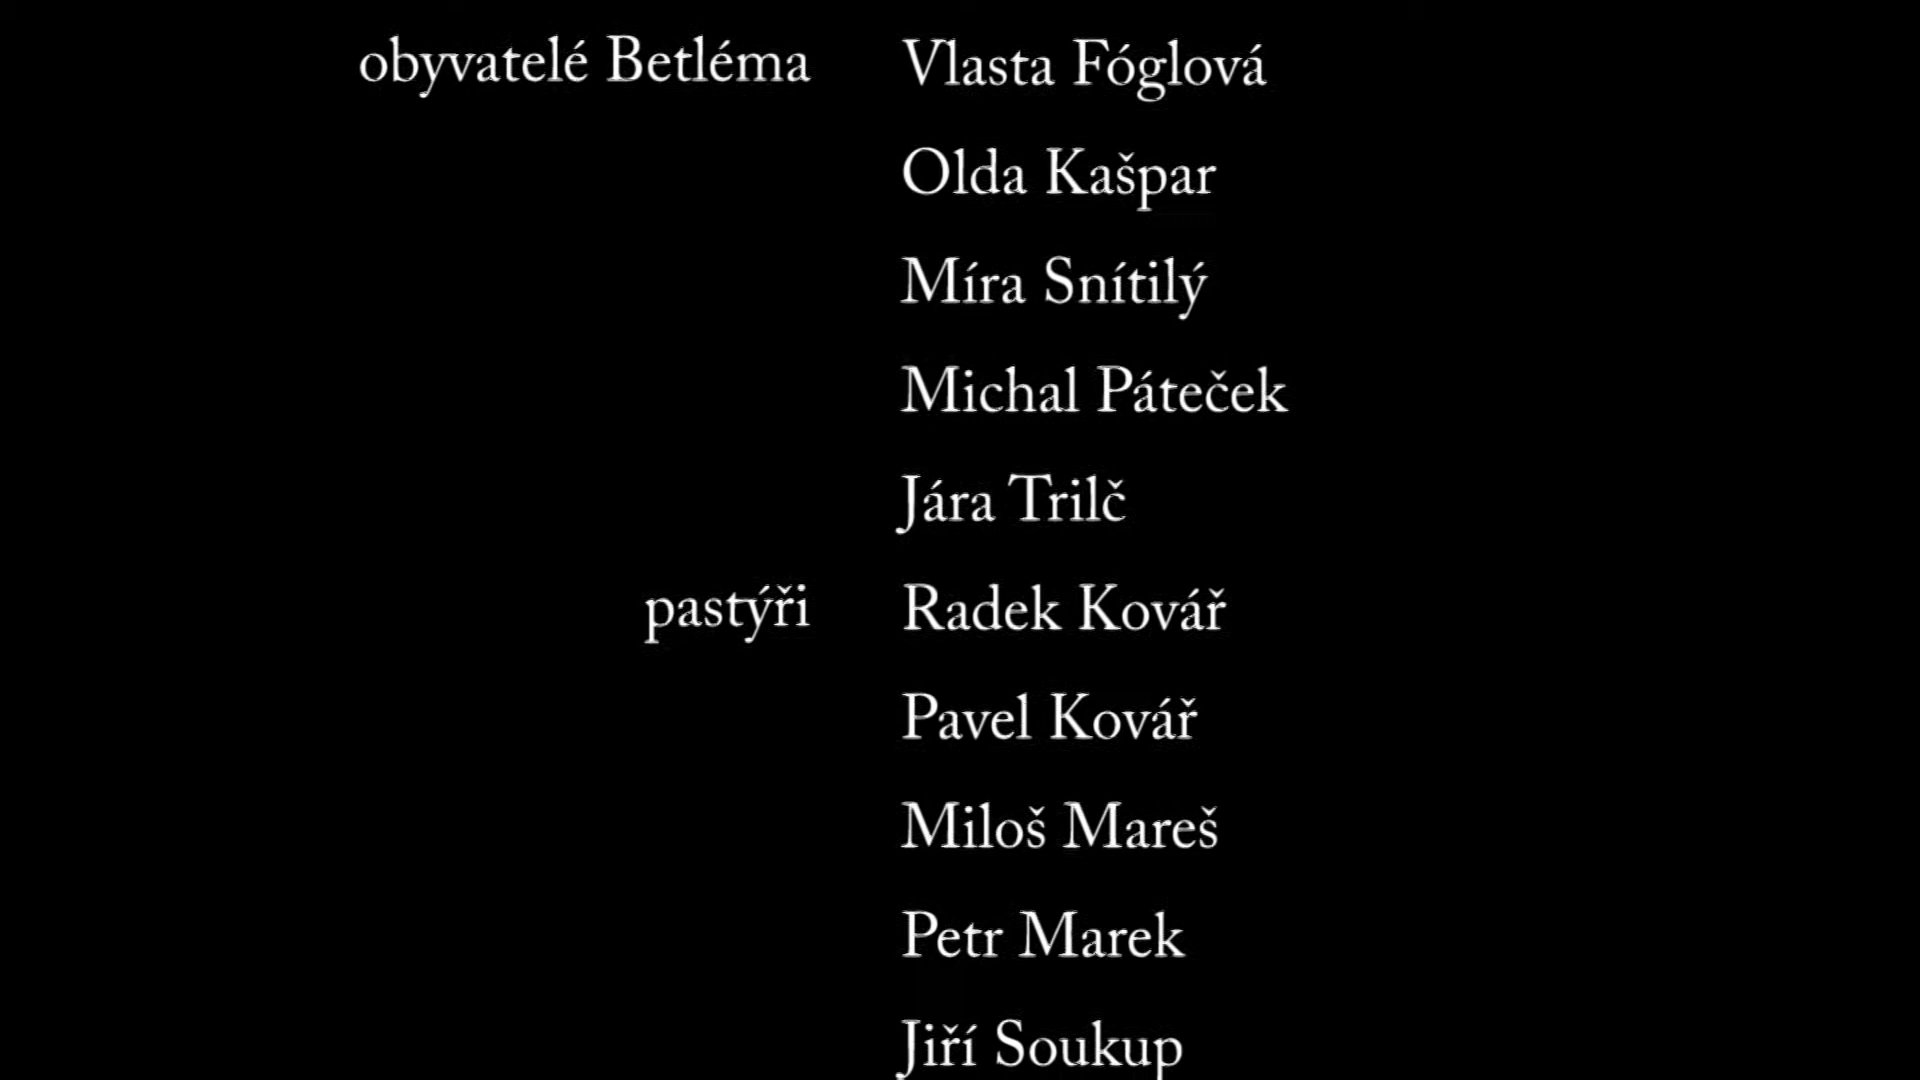 obyvatelé Betléma Vlasta Fóglová
Olda Kašpar
Míra Snítilý
Michal Páteček
Jára Trilč
pastýři Radek Kovář
Pavel Kovář
Miloš Mareš
Petr Marek
Jiří Soukup